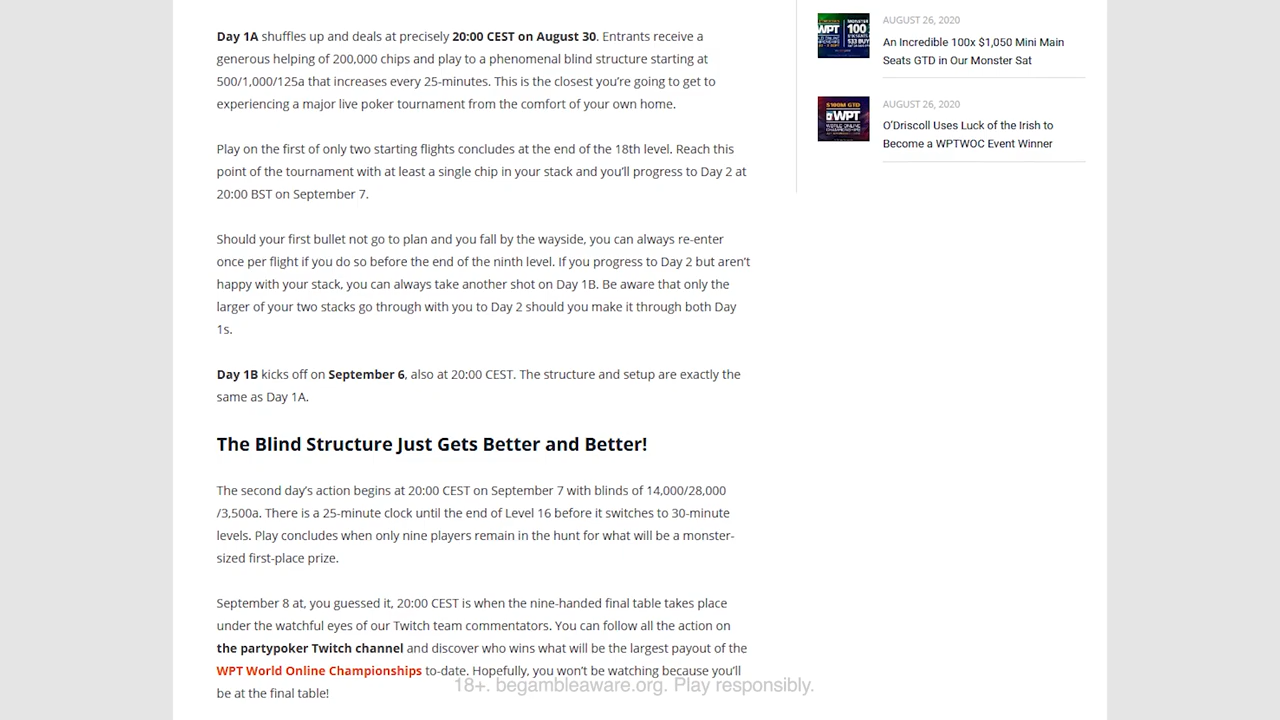 Day 1A shuffles up and deals at precisely 20:00 CEST on August 30. Entrants receive a
generous helping of 200,000 chips and play to a phenomenal blind structure starting at
500/1,000/125a that increases every 25-minutes. This is the closest you’re going to get to
experiencing a major live poker tournament from the comfort of your own home.
Play on the first of only two starting flights concludes at the end of the 18th level. Reach this
point of the tournament with at least a single chip in your stack and you’ll progress to Day 2 at
20:00 BST on September 7.
Should your first bullet not go to plan and you fall by the wayside, you can always re-enter
once per flight if you do so before the end of the ninth level. If you progress to Day 2 but aren’t
happy with your stack, you can always take another shot on Day 1B. Be aware that only the
larger of your two stacks go through with you to Day 2 should you make it through both Day
1s.
Day 1B kicks off on September 6, also at 20:00 CEST. The structure and setup are exactly the
same as Day 1A.
The Blind Structure Just Gets Better and Better!
The second day’s action begins at 20:00 CEST on September 7 with blinds of 14,000/28,000
/3,500a. There is a 25-minute clock until the end of Level 16 before it switches to 30-minute
levels. Play concludes when only nine players remain in the hunt for what will be a monster-
sized first-place prize.
September 8 at, you guessed it, 20:00 CEST is when the nine-handed final table takes place
under the watchful eyes of our Twitch team commentators. You can follow all the action on
the partypoker Twitch channel and discover who wins what will be the largest payout of the
WPT World Online Championships to-date. Hopefully, you won’t be watching because you’ll
be at the final table!
18+. begambleaware.org. Play responsibly.
AUGUST 26, 2020
An Incredible 100x $1,050 Mini Main
Seats GTD in Our Monster Sat
AUGUST 26, 2020
O’Driscoll Uses Luck of the Irish to
Become a WPTWOC Event Winner
WPT
MONSTER
100
$100M GTD
WPT
WORLD ONLINE
CHAMPIONSHIPS